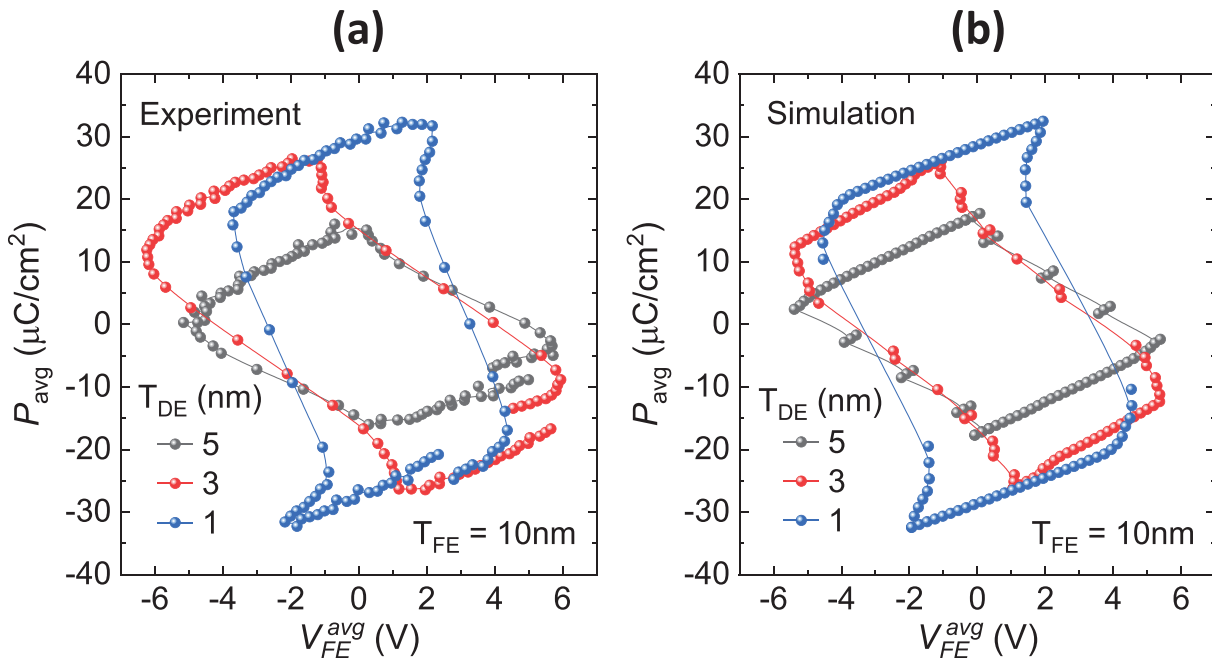 (a)
Experiment
40
30
20
10
0
-10
-20
-30
-40
P_avg (μC/cm²)
T_DE (nm)
5
3
1
T_FE = 10nm
-6 -4 -2 0 2 4 6
V_FE^avg (V)
(b)
Simulation
40
30
20
10
0
-10
-20
-30
-40
P_avg (μC/cm²)
T_DE (nm)
5
3
1
T_FE = 10nm
-6 -4 -2 0 2 4 6
V_FE^avg (V)